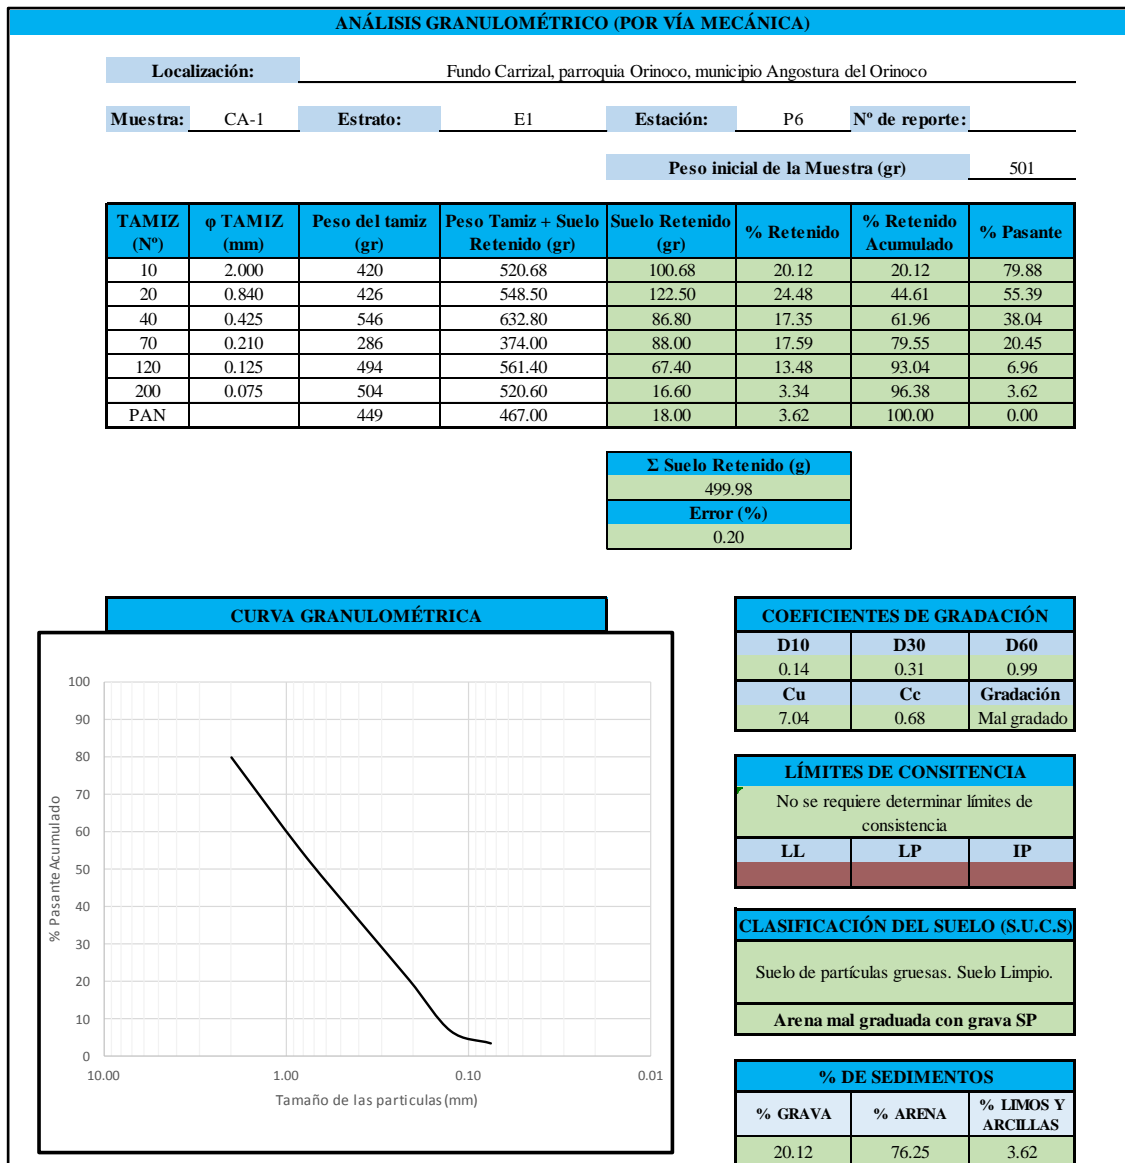 ANÁLISIS GRANULOMÉTRICO (POR VÍA MECÁNICA)
Localización: Fundo Carrizal, parroquia Orinoco, municipio Angostura del Orinoco
Muestra: CA-1 Estrato: E1 Estación: P6 Nº de reporte:
Peso inicial de la Muestra (gr) 501
TAMIZ (Nº) φ TAMIZ (mm) Peso del tamiz (gr) Peso Tamiz + Suelo Retenido (gr) Suelo Retenido (gr) % Retenido % Retenido Acumulado % Pasante
10 2.000 420 520.68 100.68 20.12 20.12 79.88
20 0.840 426 548.50 122.50 24.48 44.61 55.39
40 0.425 546 632.80 86.80 17.35 61.96 38.04
70 0.210 286 374.00 88.00 17.59 79.55 20.45
120 0.125 494 561.40 67.40 13.48 93.04 6.96
200 0.075 504 520.60 16.60 3.34 96.38 3.62
PAN 449 467.00 18.00 3.62 100.00 0.00
Σ Suelo Retenido (g)
499.98
Error (%)
0.20
CURVA GRANULOMÉTRICA
100
90
80
70
60
50
40
30
20
10
0
% Pasante Acumulado
10.00 1.00 0.10 0.01
Tamaño de las particulas (mm)
COEFICIENTES DE GRADACIÓN
D10 D30 D60
0.14 0.31 0.99
Cu Cc Gradación
7.04 0.68 Mal gradado
LÍMITES DE CONSITENCIA
No se requiere determinar límites de
consistencia
LL LP IP
CLASIFICACIÓN DEL SUELO (S.U.C.S)
Suelo de partículas gruesas. Suelo Limpio.
Arena mal graduada con grava SP
% DE SEDIMENTOS
% GRAVA % ARENA % LIMOS Y ARCILLAS
20.12 76.25 3.62